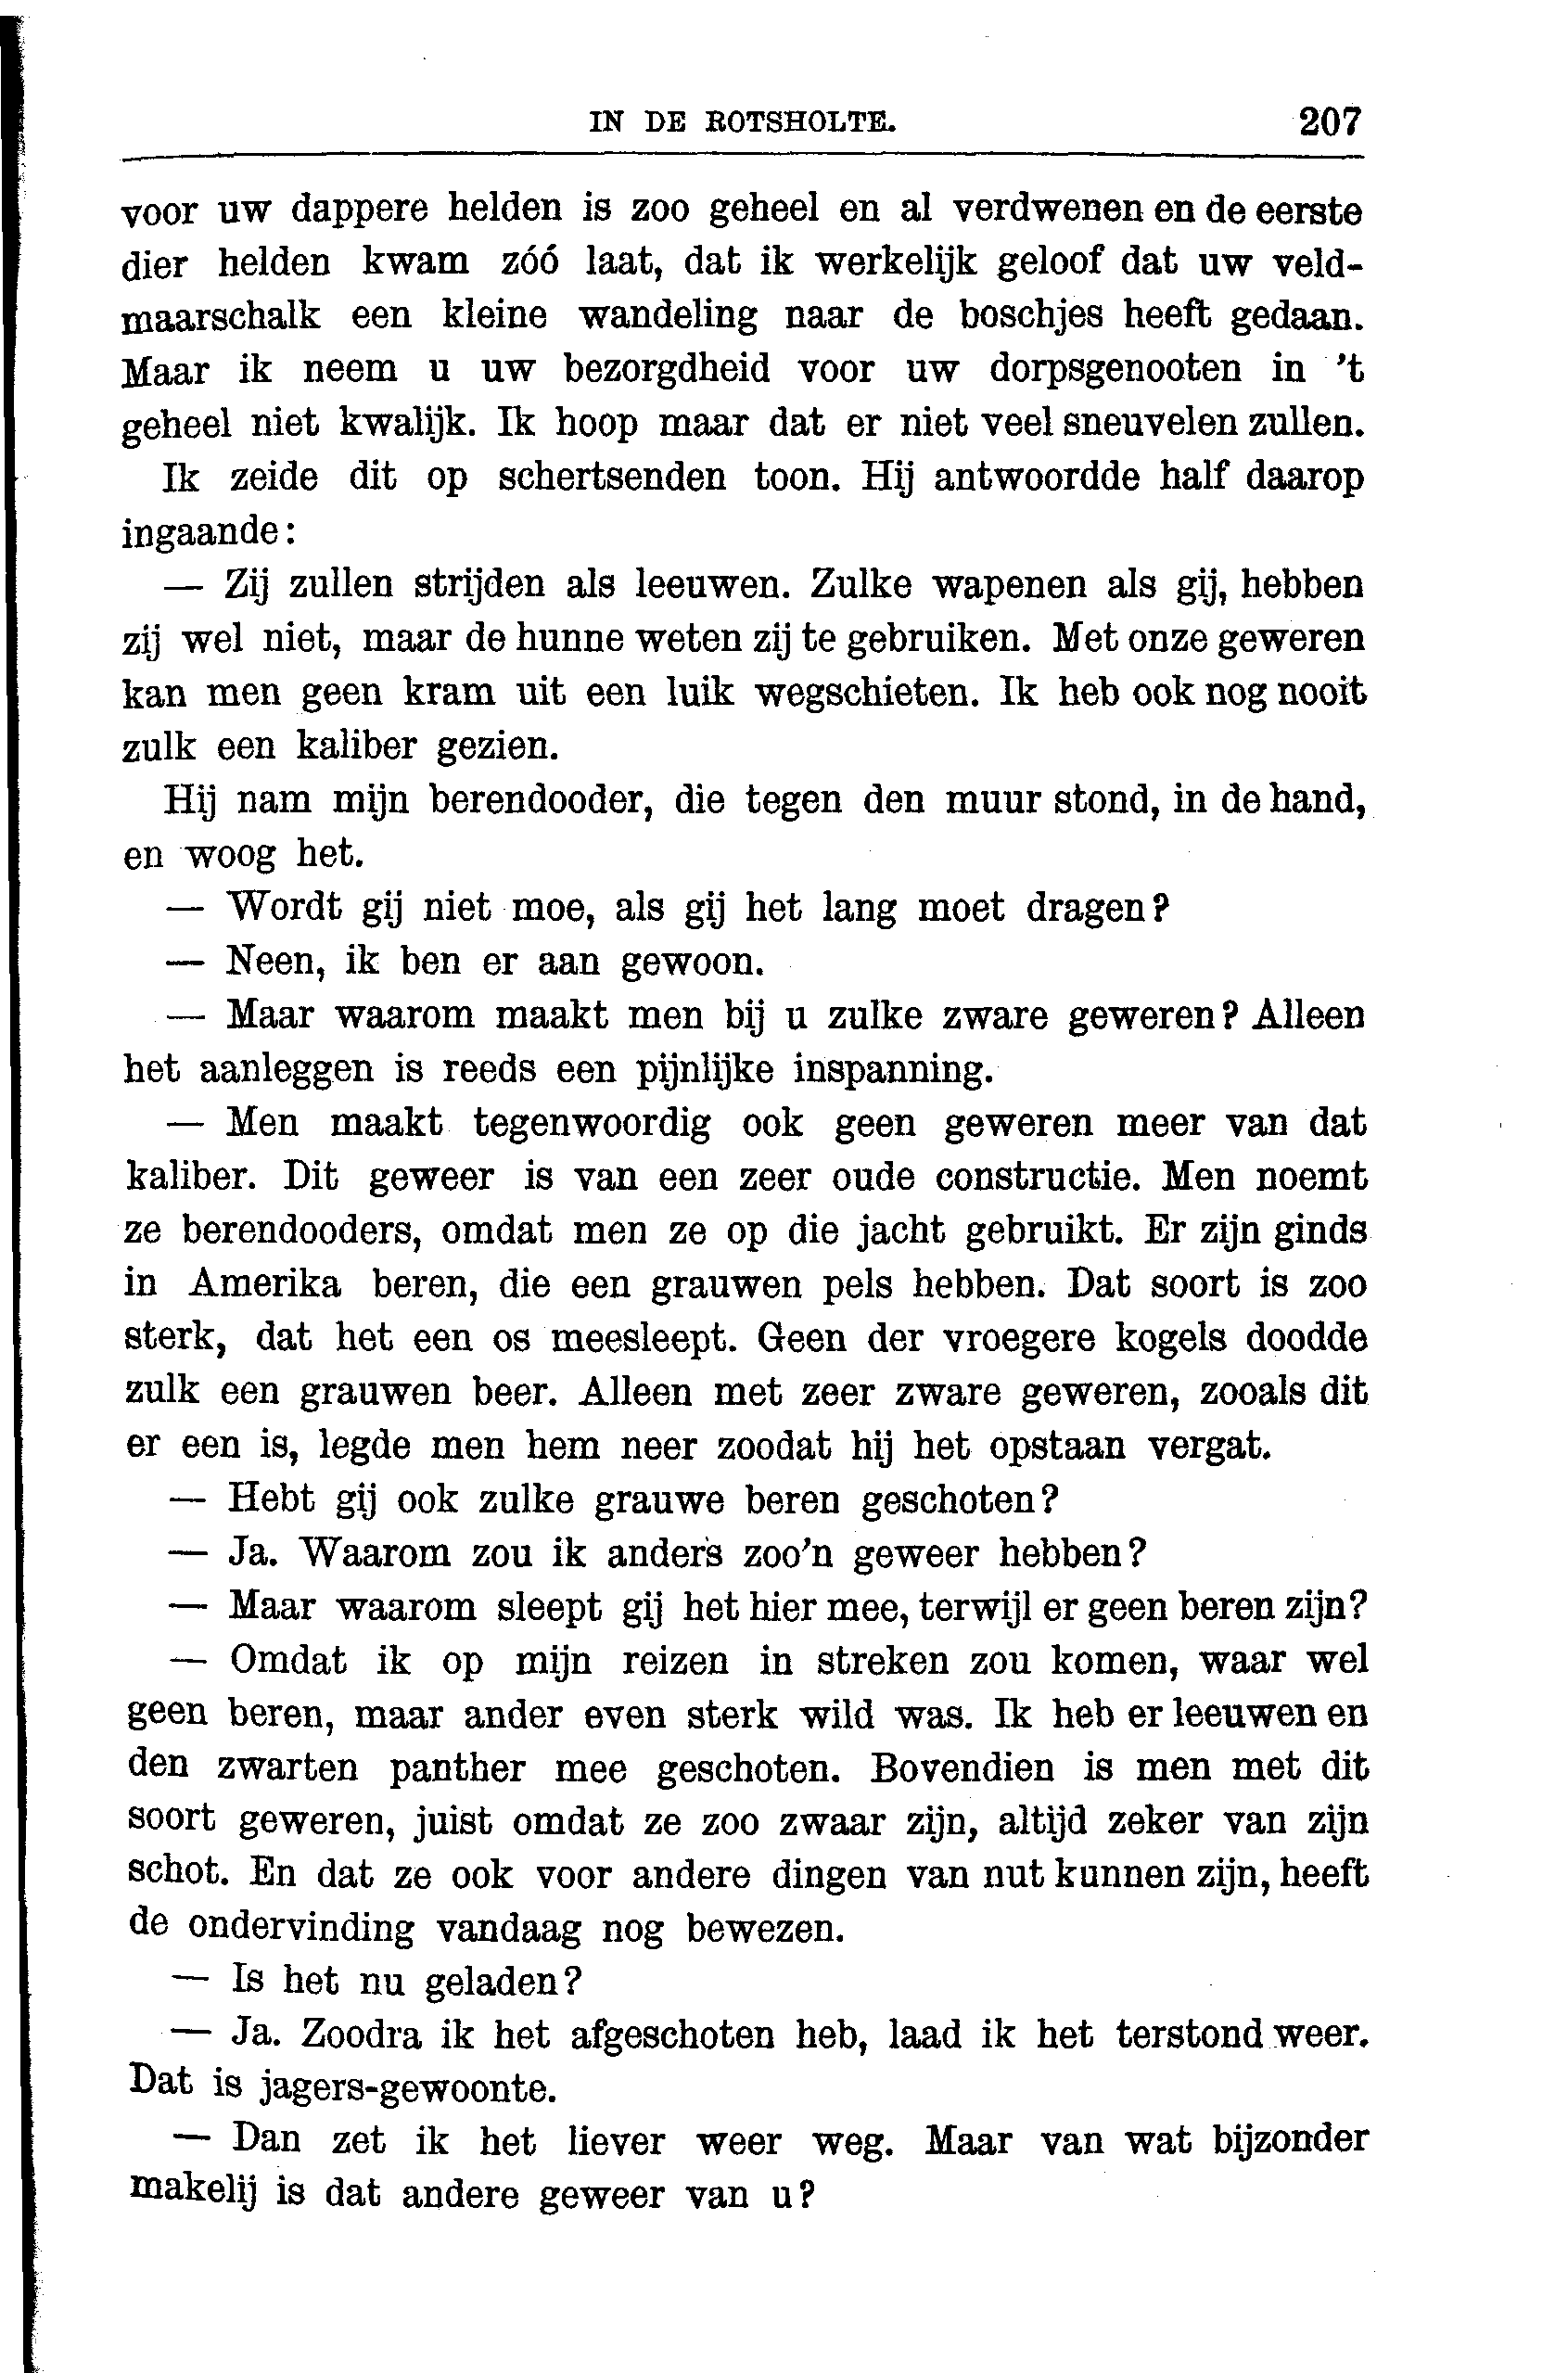 IN DE ROTSHOLTE. 207
voor uw dappere helden is zoo geheel en al verdwenen en de eerste
dier helden kwam zóó laat, dat ik werkelijk geloof dat uw veld-
maarschalk een kleine wandeling naar de boschjes heeft gedaan.
Maar ik neem u uw bezorgdheid voor uw dorpsgenooten in 't
geheel niet kwalijk. Ik hoop maar dat er niet veel sneuvelen zullen.
Ik zeide dit op schertsenden toon. Hij antwoordde half daarop
ingaande:
— Zij zullen strijden als leeuwen. Zulke wapenen als gij, hebben
zij wel niet, maar de hunne weten zij te gebruiken. Met onze geweren
kan men geen kram uit een luik wegschieten. Ik heb ook nog nooit
zulk een kaliber gezien.
Hij nam mijn berendooder, die tegen den muur stond, in de hand,
en woog het.
— Wordt gij niet moe, als gij het lang moet dragen?
— Neen, ik ben er aan gewoon.
— Maar waarom maakt men bij u zulke zware geweren? Alleen
het aanleggen is reeds een pijnlijke inspanning.
— Men maakt tegenwoordig ook geen geweren meer van dat
kaliber. Dit geweer is van een zeer oude constructie. Men noemt
ze berendooders, omdat men ze op die jacht gebruikt. Er zijn ginds
in Amerika beren, die een grauwen pels hebben. Dat soort is zoo
sterk, dat het een os meesleept. Geen der vroegere kogels doodde
zulk een grauwen beer. Alleen met zeer zware geweren, zooals dit
er een is, legde men hem neer zoodat hij het opstaan vergat.
— Hebt gij ook zulke grauwe beren geschoten?
— Ja. Waarom zou ik anders zoo'n geweer hebben?
— Maar waarom sleept gij het hier mee, terwijl er geen beren zijn?
— Omdat ik op mijn reizen in streken zou komen, waar wel
geen beren, maar ander even sterk wild was. Ik heb er leeuwen en
den zwarten panther mee geschoten. Bovendien is men met dit
soort geweren, juist omdat ze zoo zwaar zijn, altijd zeker van zijn
schot. En dat ze ook voor andere dingen van nut kunnen zijn, heeft
de ondervinding vandaag nog bewezen.
— Is het nu geladen?
— Ja. Zoodra ik het afgeschoten heb, laad ik het terstond weer.
Dat is jagers-gewoonte.
— Dan zet ik het liever weer weg. Maar van wat bijzonder
makelij is dat andere geweer van u?